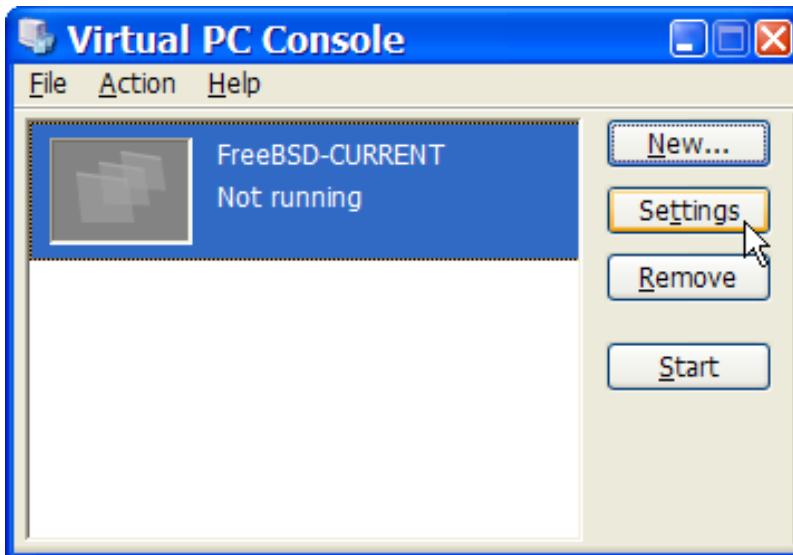 Virtual PC Console
File Action Help
FreeBSD-CURRENT
Not running
New...
Settings
Remove
Start